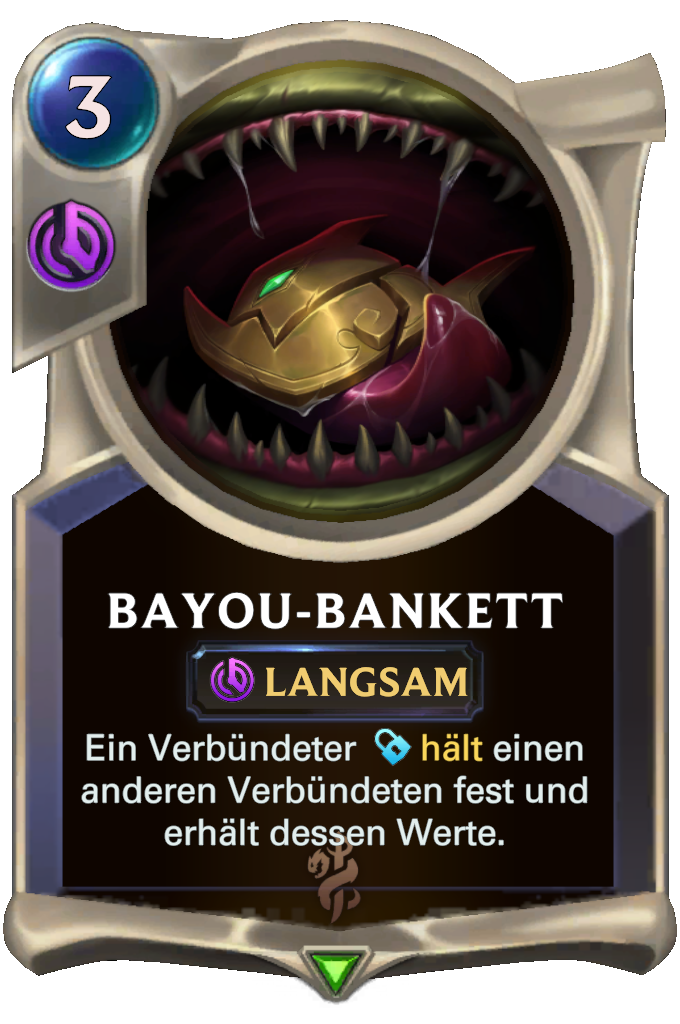 3
BAYOU-BANKETT
LANGSAM
Ein Verbündeter hält einen
anderen Verbündeten fest und
erhält dessen Werte.